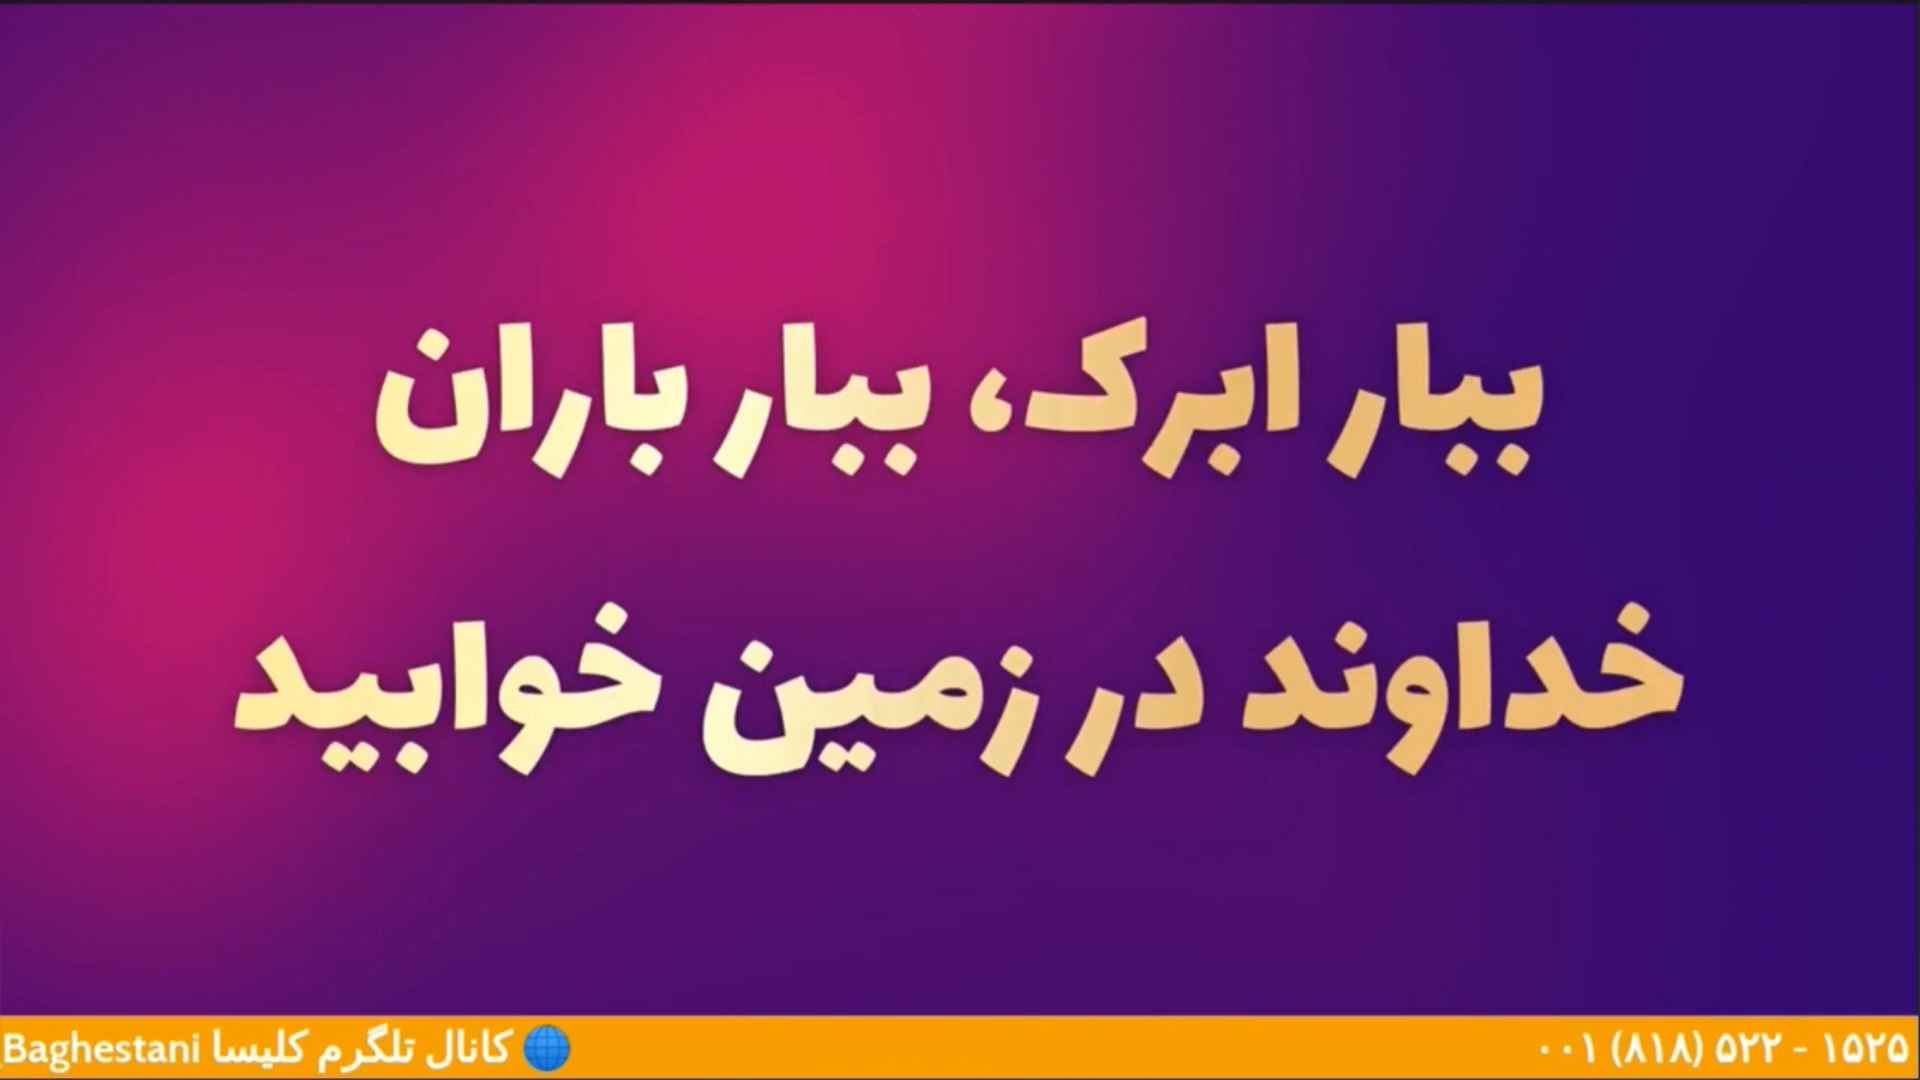 ببار ابرک، ببار باران
خداوند در زمین خوابید
۰۰۱ (۸۱۸) ۵۲۲ - ۱۵۲۵
🌐 کانال تلگرم کلیسا Baghestani